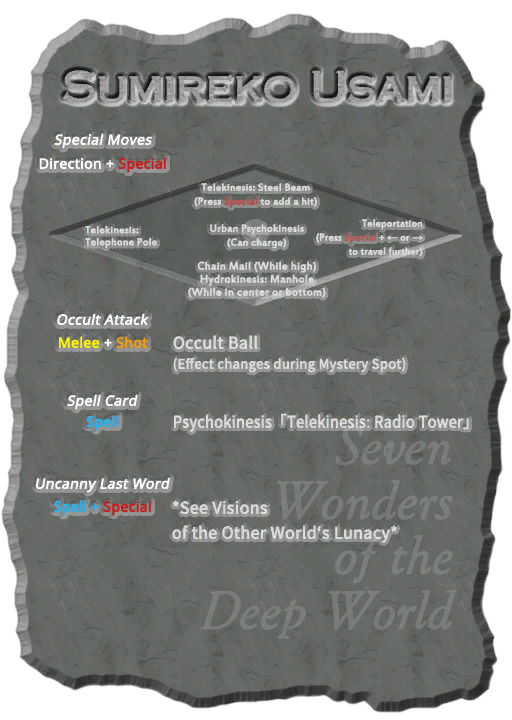 SUMIREKO USAMI
Special Moves
Direction + Special
Telekinesis: Steel Beam
(Press Special to add a hit)
Telekinesis:
Telephone Pole
Urban Psychokinesis
(Can charge)
Teleportation
(Press Special + ← or →
to travel further)
Chain Mail (While high)
Hydrokinesis: Manhole
(While in center or bottom)
Occult Attack
Melee + Shot
Occult Ball
(Effect changes during Mystery Spot)
Spell Card
Spell
Psychokinesis「Telekinesis: Radio Tower」
Uncanny Last Word
Spell + Special
*See Visions
of the Other World's Lunacy*
Seven
Wonders
of the
Deep World